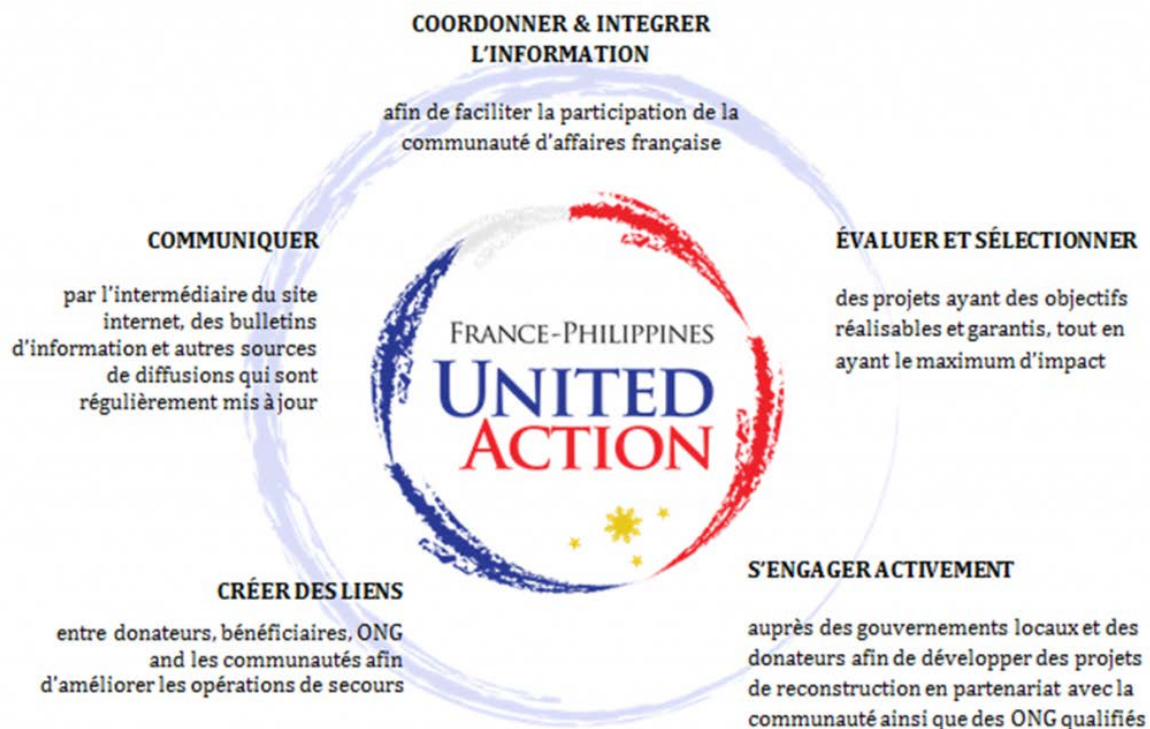 COORDONNER & INTEGRER
L'INFORMATION
afin de faciliter la participation de la
communauté d'affaires française
COMMUNIQUER
par l'intermédiaire du site
internet, des bulletins
d'information et autres sources
de diffusions qui sont
régulièrement mis à jour
FRANCE-PHILIPPINES
UNITED
ACTION
ÉVALUER ET SÉLECTIONNER
des projets ayant des objectifs
réalisables et garantis, tout en
ayant le maximum d'impact
CRÉER DES LIENS
entre donateurs, bénéficiaires, ONG
and les communautés afin
d'améliorer les opérations de secours
S'ENGAGER ACTIVEMENT
auprès des gouvernements locaux et des
donateurs afin de développer des projets
de reconstruction en partenariat avec la
communauté ainsi que des ONG qualifiés